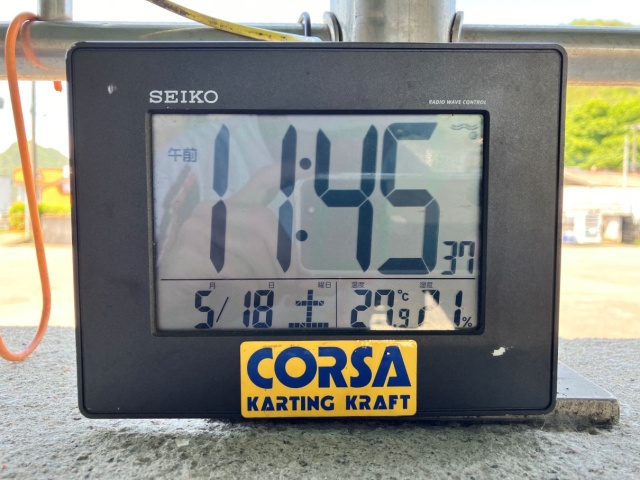 SEIKO
RADIO WAVE CONTROL
午前 11:45 37
月 日 曜日 温度 湿度
5/18 土 27.9℃ 21%
CORSA
KARTING KRAFT